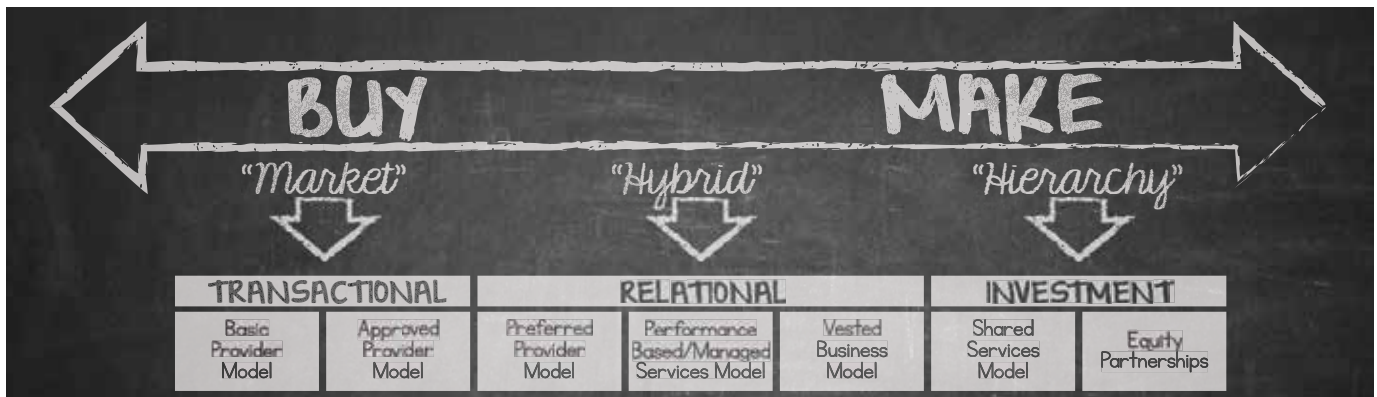 BUY MAKE
"Market" "Hybrid" "Hierarchy"
TRANSACTIONAL RELATIONAL INVESTMENT
Basic
Provider
Model
Approved
Provider
Model
Preferred
Provider
Model
Performance
Based/Managed
Services Model
Vested
Business
Model
Shared
Services
Model
Equity
Partnerships